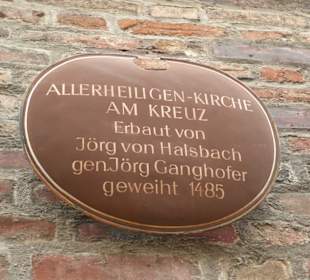 ALLERHEILIGEN-KIRCHE
AM KREUZ
Erbaut von
Jörg von Halsbach
gen.Jörg Ganghofer
geweiht 1485